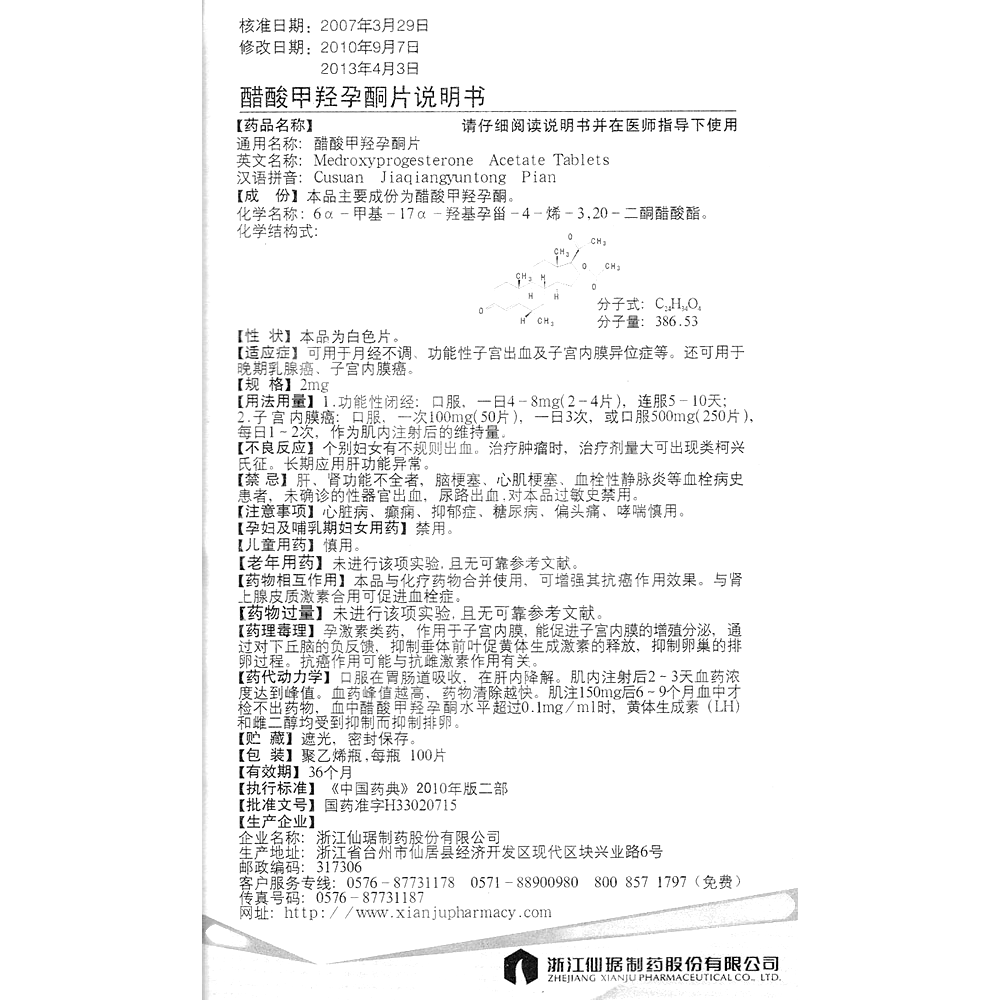 核准日期：2007年3月29日
修改日期：2010年9月7日
2013年4月3日
醋酸甲羟孕酮片说明书
【药品名称】 请仔细阅读说明书并在医师指导下使用
通用名称：醋酸甲羟孕酮片
英文名称：Medroxyprogesterone Acetate Tablets
汉语拼音：Cusuan Jiaqiangyuntong Pian
【成 份】本品主要成份为醋酸甲羟孕酮。
化学名称：6α－甲基－17α－羟基孕甾－4－烯－3,20－二酮醋酸酯。
化学结构式：
O CH₃
CH₃ O CH₃
CH₃ H O
H H
O
H CH₃
分子式：C₂₄H₃₄O₄
分子量：386.53
【性 状】本品为白色片。
【适应症】可用于月经不调、功能性子宫出血及子宫内膜异位症等。还可用于
晚期乳腺癌、子宫内膜癌。
【规 格】2mg
【用法用量】1.功能性闭经：口服，一日4－8mg(2－4片)，连服5－10天；
2.子宫内膜癌：口服，一次100mg(50片)，一日3次，或口服500mg(250片)，
每日1~2次，作为肌内注射后的维持量。
【不良反应】个别妇女有不规则出血。治疗肿瘤时，治疗剂量大可出现类柯兴
氏征。长期应用肝功能异常。
【禁 忌】肝、肾功能不全者，脑梗塞、心肌梗塞、血栓性静脉炎等血栓病史
患者，未确诊的性器官出血，尿路出血,对本品过敏史禁用。
【注意事项】心脏病、癫痫、抑郁症、糖尿病、偏头痛、哮喘慎用。
【孕妇及哺乳期妇女用药】禁用。
【儿童用药】慎用。
【老年用药】未进行该项实验,且无可靠参考文献。
【药物相互作用】本品与化疗药物合并使用，可增强其抗癌作用效果。与肾
上腺皮质激素合用可促进血栓症。
【药物过量】未进行该项实验,且无可靠参考文献。
【药理毒理】孕激素类药，作用于子宫内膜,能促进子宫内膜的增殖分泌，通
过对下丘脑的负反馈，抑制垂体前叶促黄体生成激素的释放，抑制卵巢的排
卵过程。抗癌作用可能与抗雌激素作用有关。
【药代动力学】口服在胃肠道吸收，在肝内降解。肌内注射后2－3天血药浓
度达到峰值。血药峰值越高，药物清除越快。肌注150mg后6~9个月血中才
检不出药物，血中醋酸甲羟孕酮水平超过0.1mg／ml时，黄体生成素（LH）
和雌二醇均受到抑制而抑制排卵。
【贮 藏】遮光，密封保存。
【包 装】聚乙烯瓶,每瓶 100片
【有效期】36个月
【执行标准】《中国药典》2010年版二部
【批准文号】国药准字H33020715
【生产企业】
企业名称：浙江仙琚制药股份有限公司
生产地址：浙江省台州市仙居县经济开发区现代区块兴业路6号
邮政编码：317306
客户服务专线：0576－87731178 0571－88900980 800 857 1797（免费）
传真号码：0576－87731187
网址：http://www.xianjupharmacy.com
浙江仙琚制药股份有限公司
ZHEJIANG XIANJU PHARMACEUTICAL CO., LTD.